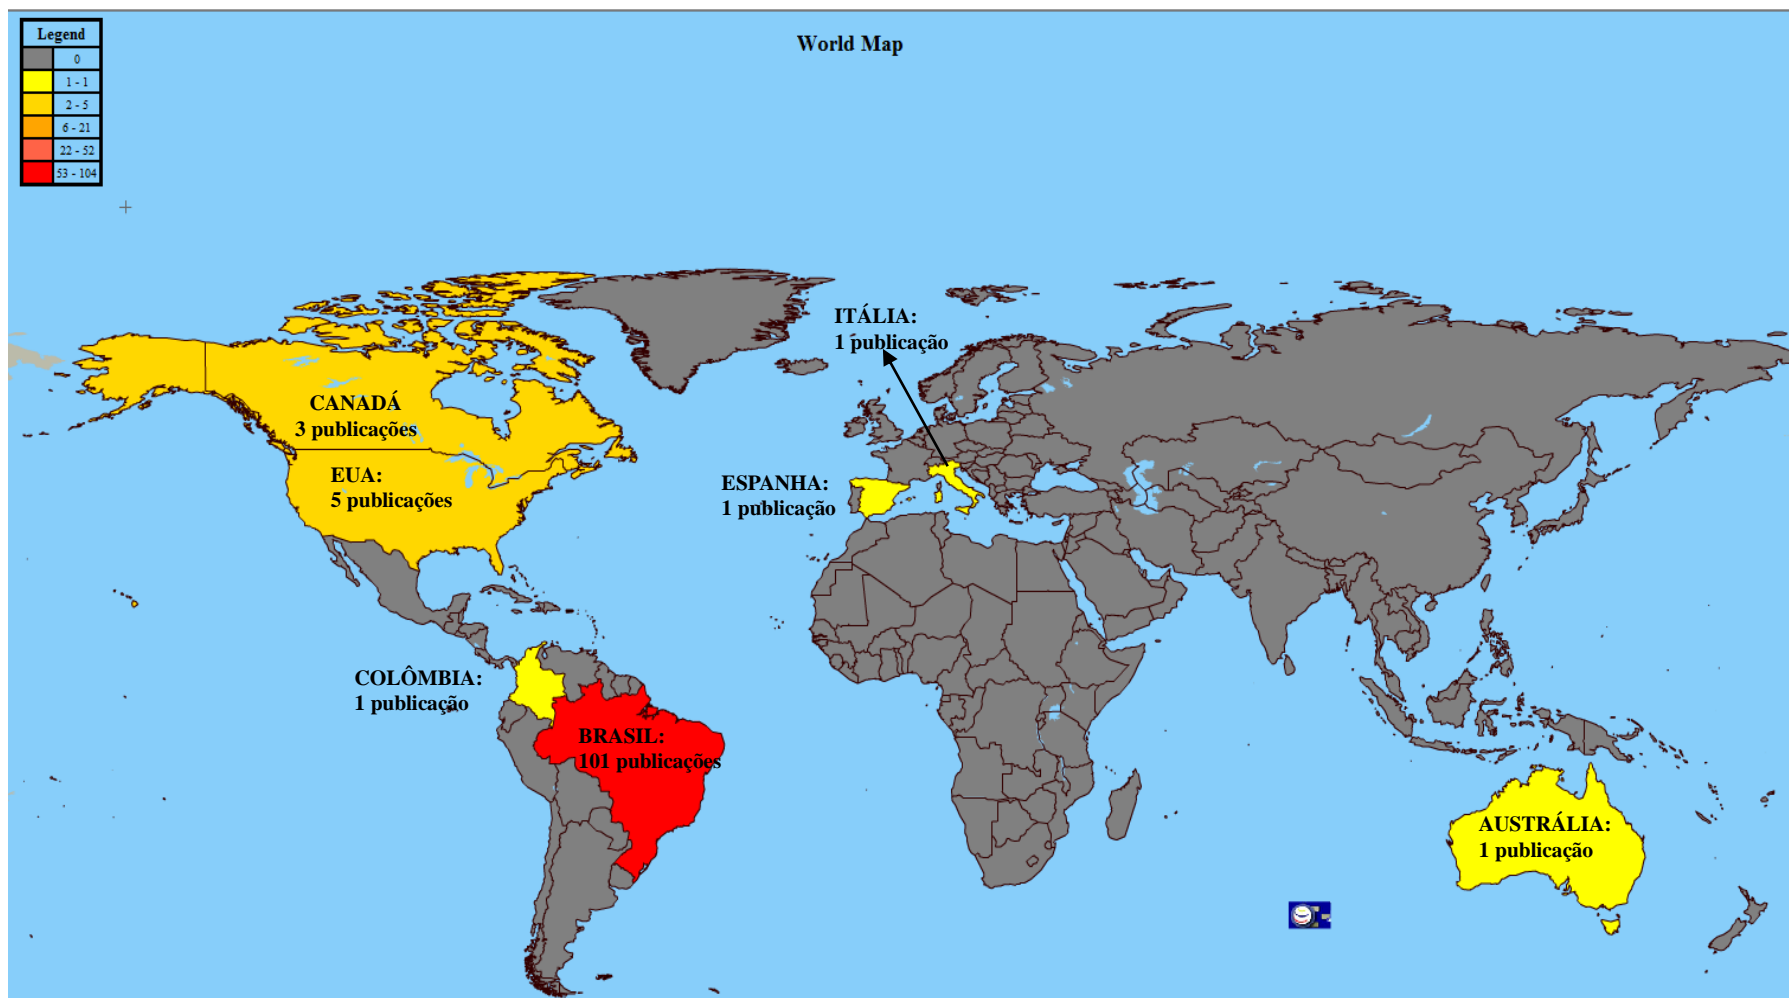 Legend
0
1 - 1
2 - 5
6 - 21
22 - 52
53 - 104
World Map
ITÁLIA:
1 publicação
CANADÁ
3 publicações
EUA:
5 publicações
ESPANHA:
1 publicação
COLÔMBIA:
1 publicação
BRASIL:
101 publicações
AUSTRÁLIA:
1 publicação